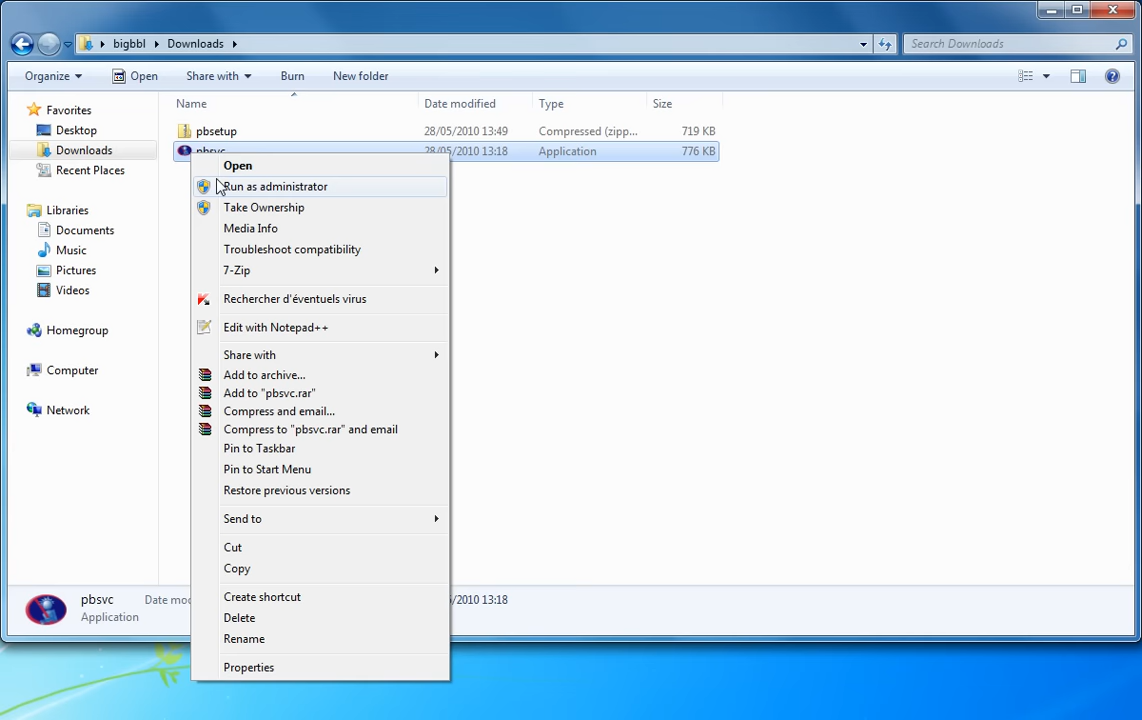 bigbbl Downloads
Search Downloads
Organize Open Share with Burn New folder
Name Date modified Type Size
Favorites
Desktop
Downloads
Recent Places
Libraries
Documents
Music
Pictures
Videos
Homegroup
Computer
Network
pbsetup 28/05/2010 13:49 Compressed (zipp... 719 KB
pbsvc 28/05/2010 13:18 Application 776 KB
Open
Run as administrator
Take Ownership
Media Info
Troubleshoot compatibility
7-Zip
Rechercher d'éventuels virus
Edit with Notepad++
Share with
Add to archive...
Add to "pbsvc.rar"
Compress and email...
Compress to "pbsvc.rar" and email
Pin to Taskbar
Pin to Start Menu
Restore previous versions
Send to
Cut
Copy
Create shortcut
Delete
Rename
Properties
pbsvc Date mo 5/2010 13:18
Application